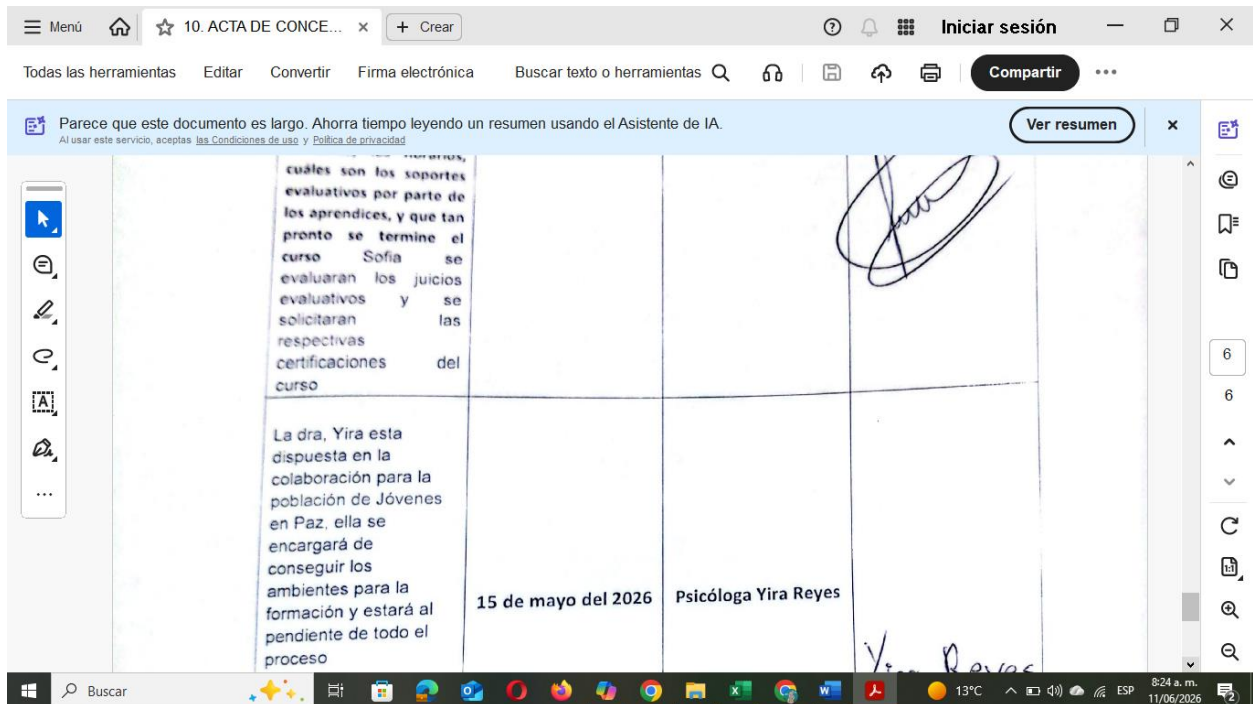 Menú
10. ACTA DE CONCE...
+ Crear
Iniciar sesión
Todas las herramientas Editar Convertir Firma electrónica Buscar texto o herramientas Compartir
Parece que este documento es largo. Ahorra tiempo leyendo un resumen usando el Asistente de IA.
Al usar este servicio, aceptas las Condiciones de uso y Política de privacidad
Ver resumen
horarios,
cuáles son los soportes
evaluativos por parte de
los aprendices, y que tan
pronto se termine el
curso Sofia se
evaluaran los juicios
evaluativos y se
solicitaran las
respectivas
certificaciones del
curso
La dra, Yira esta
dispuesta en la
colaboración para la
población de Jóvenes
en Paz, ella se
encargará de
conseguir los
ambientes para la
formación y estará al
pendiente de todo el
proceso
15 de mayo del 2026
Psicóloga Yira Reyes
Yira Reyes
6
6
Buscar
13°C
ESP
8:24 a. m.
11/06/2026